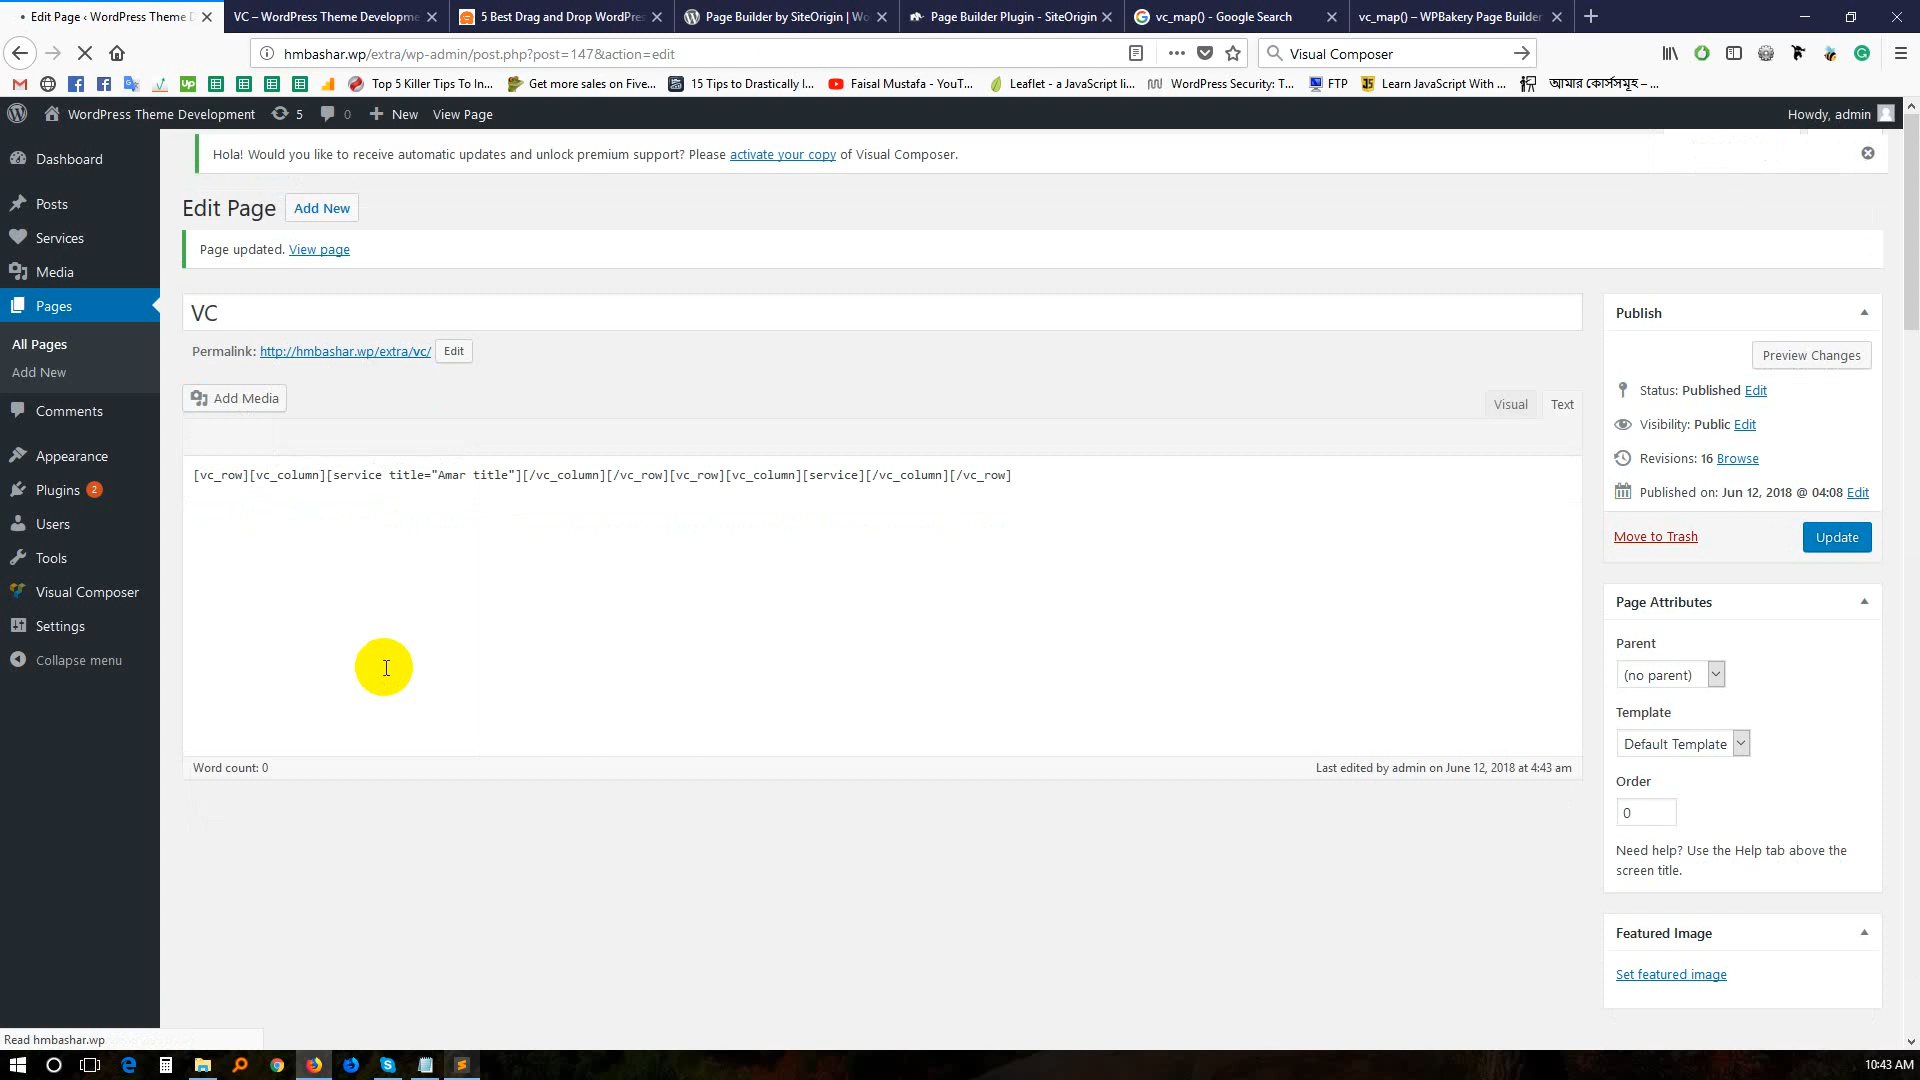 Edit Page ‹ WordPress Theme D
VC – WordPress Theme Developme
5 Best Drag and Drop WordPres
Page Builder by SiteOrigin | Wo
Page Builder Plugin - SiteOrigin
vc_map() - Google Search
vc_map() – WPBakery Page Builder
hmbashar.wp/extra/wp-admin/post.php?post=147&action=edit
Visual Composer
Top 5 Killer Tips To In...
Get more sales on Five...
15 Tips to Drastically I...
Faisal Mustafa - YouT...
Leaflet - a JavaScript li...
WordPress Security: T...
FTP
Learn JavaScript With ...
আমার কোর্সসমূহ – ...
WordPress Theme Development
5
0
New
View Page
Howdy, admin
Dashboard
Posts
Services
Media
Pages
All Pages
Add New
Comments
Appearance
Plugins 2
Users
Tools
Visual Composer
Settings
Collapse menu
Hola! Would you like to receive automatic updates and unlock premium support? Please activate your copy of Visual Composer.
Edit Page
Add New
Page updated. View page
VC
Permalink: http://hmbashar.wp/extra/vc/ Edit
Add Media
Visual
Text
[vc_row][vc_column][service title="Amar title"][/vc_column][/vc_row][vc_row][vc_column][service][/vc_column][/vc_row]
Word count: 0
Last edited by admin on June 12, 2018 at 4:43 am
Publish
Preview Changes
Status: Published Edit
Visibility: Public Edit
Revisions: 16 Browse
Published on: Jun 12, 2018 @ 04:08 Edit
Move to Trash
Update
Page Attributes
Parent
(no parent)
Template
Default Template
Order
0
Need help? Use the Help tab above the
screen title.
Featured Image
Set featured image
Read hmbashar.wp
10:43 AM